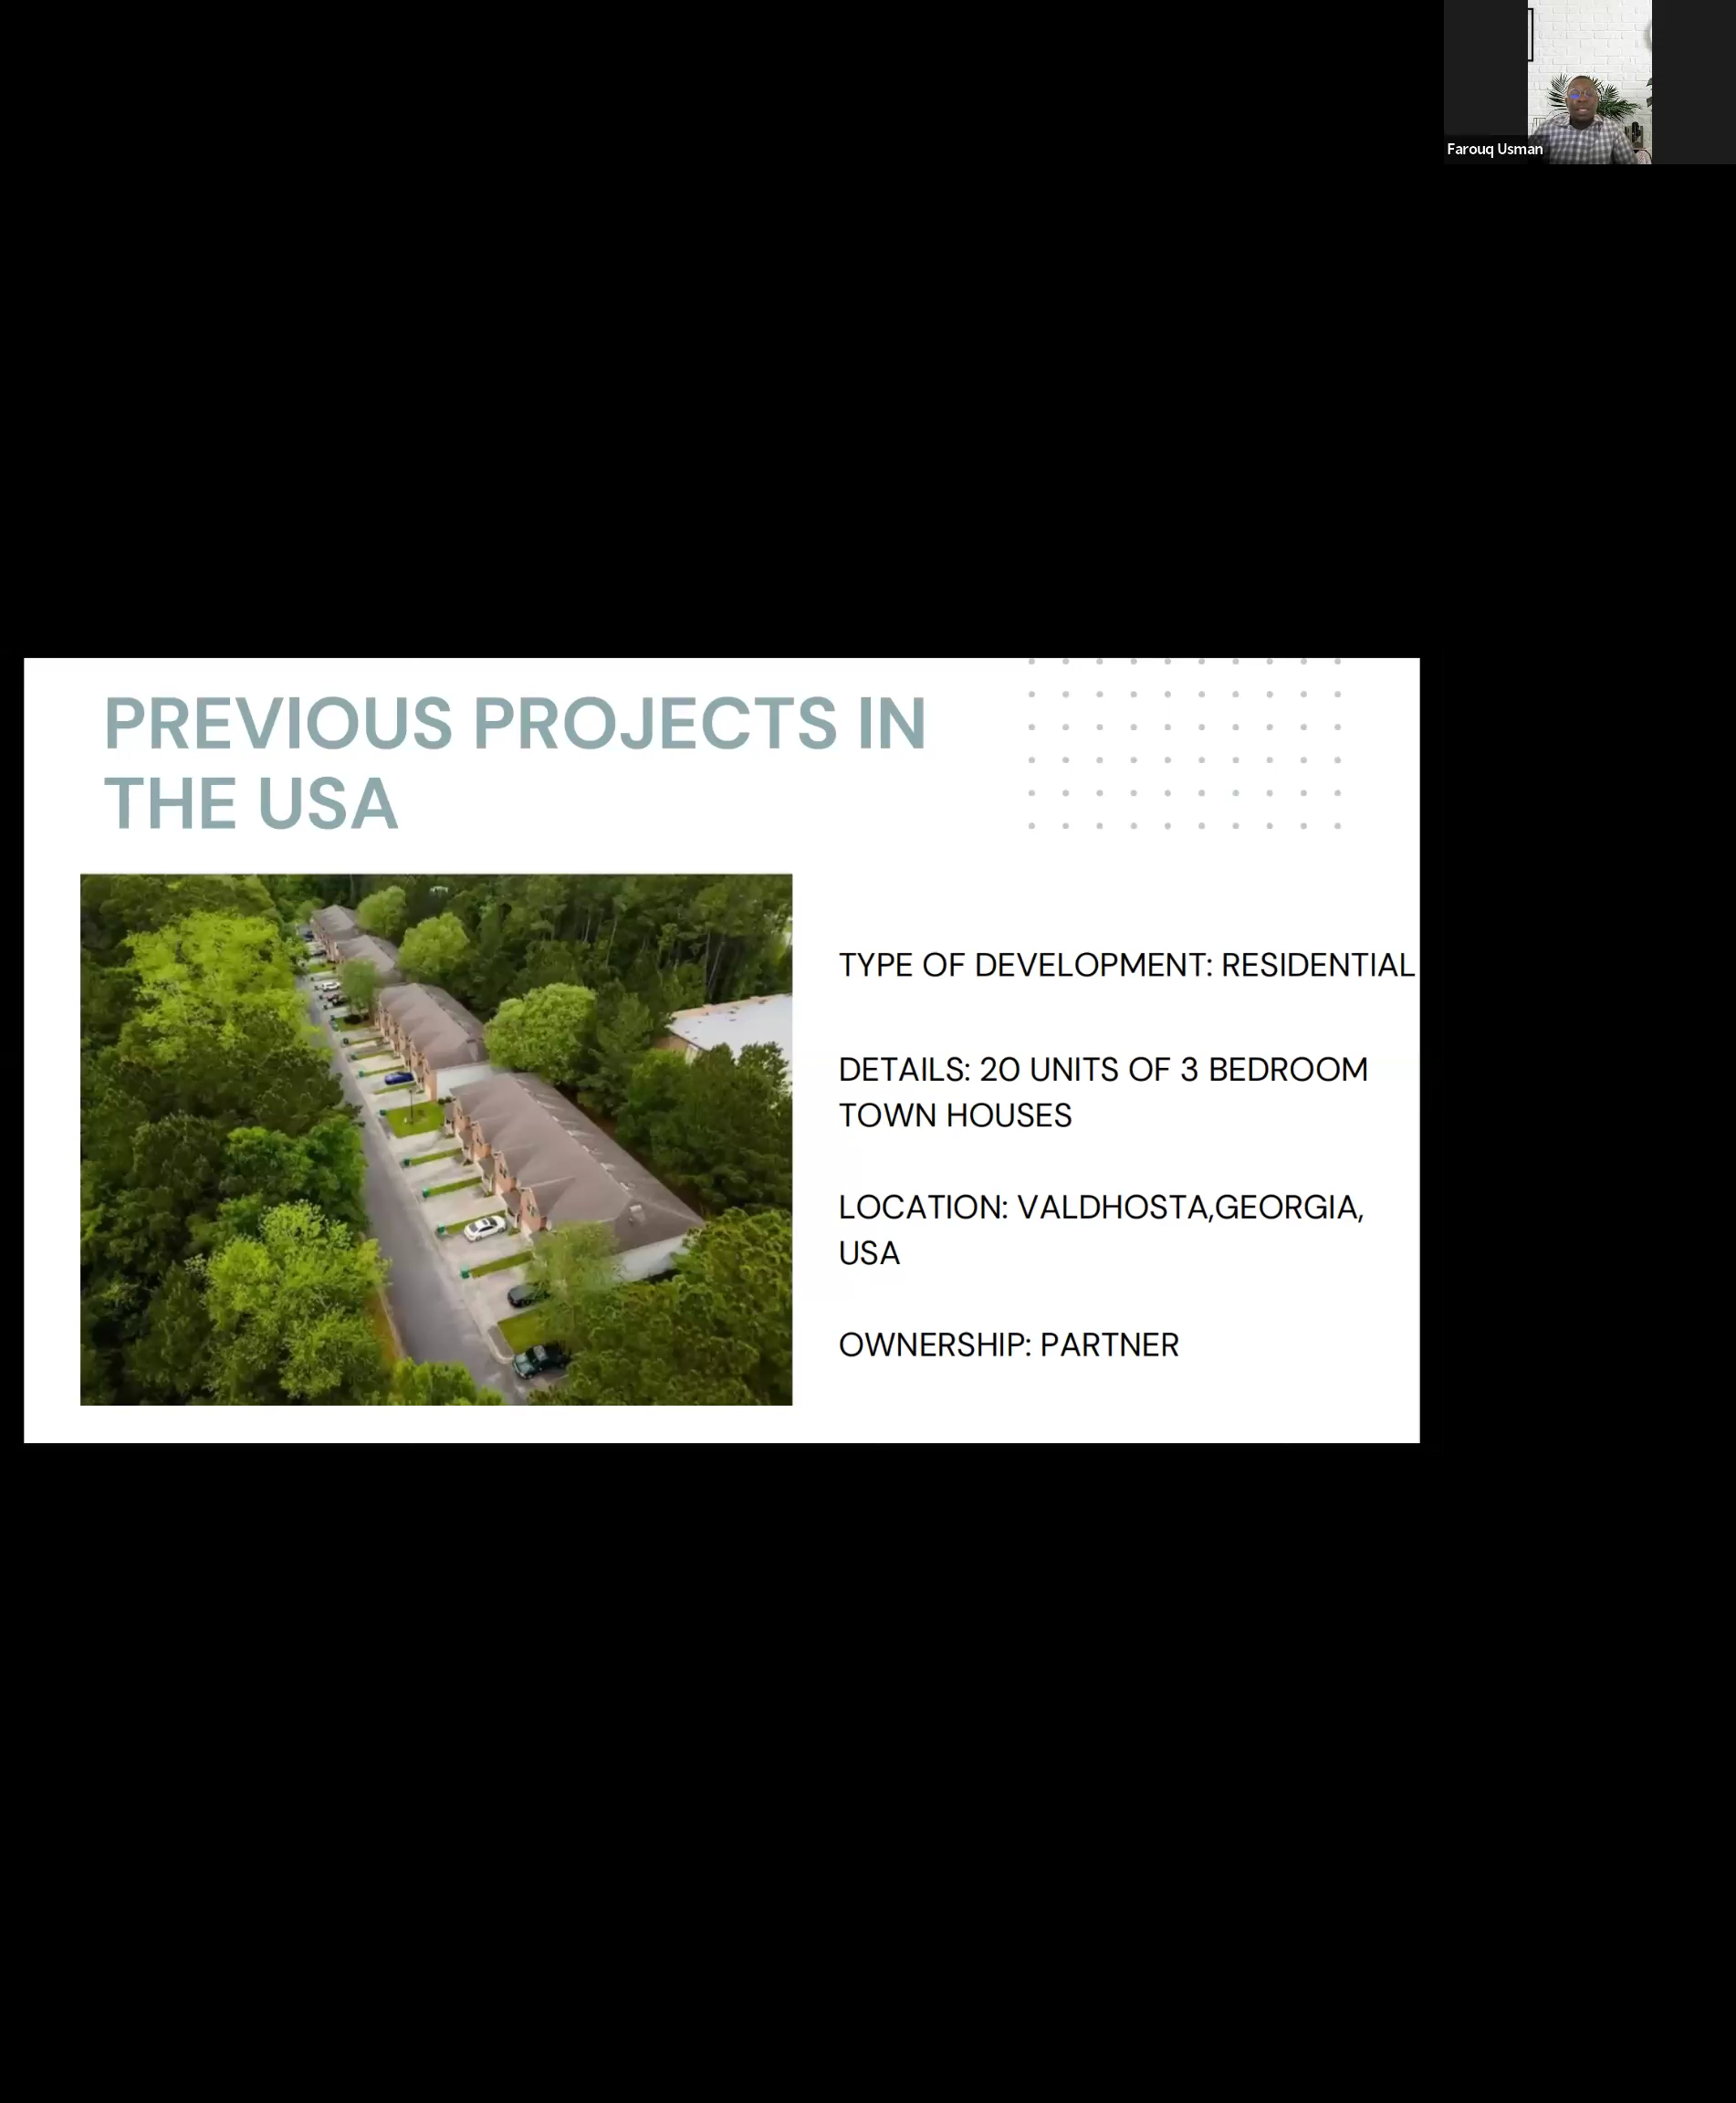 Farouq Usman
PREVIOUS PROJECTS IN
THE USA
TYPE OF DEVELOPMENT: RESIDENTIAL
DETAILS: 20 UNITS OF 3 BEDROOM
TOWN HOUSES
LOCATION: VALDHOSTA,GEORGIA,
USA
OWNERSHIP: PARTNER